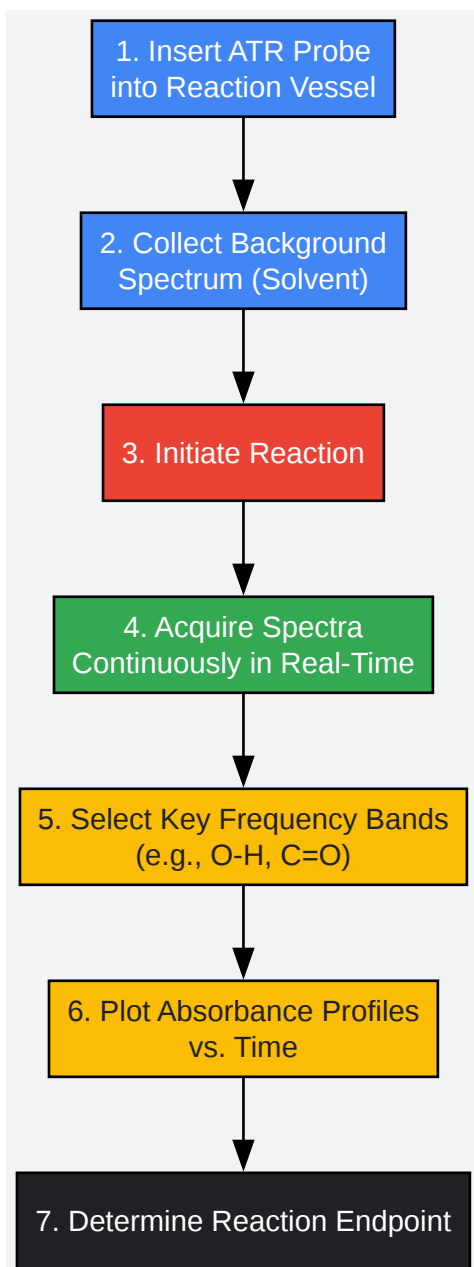 1. Insert ATR Probe
into Reaction Vessel
2. Collect Background
Spectrum (Solvent)
3. Initiate Reaction
4. Acquire Spectra
Continuously in Real-Time
5. Select Key Frequency Bands
(e.g., O-H, C=O)
6. Plot Absorbance Profiles
vs. Time
7. Determine Reaction Endpoint